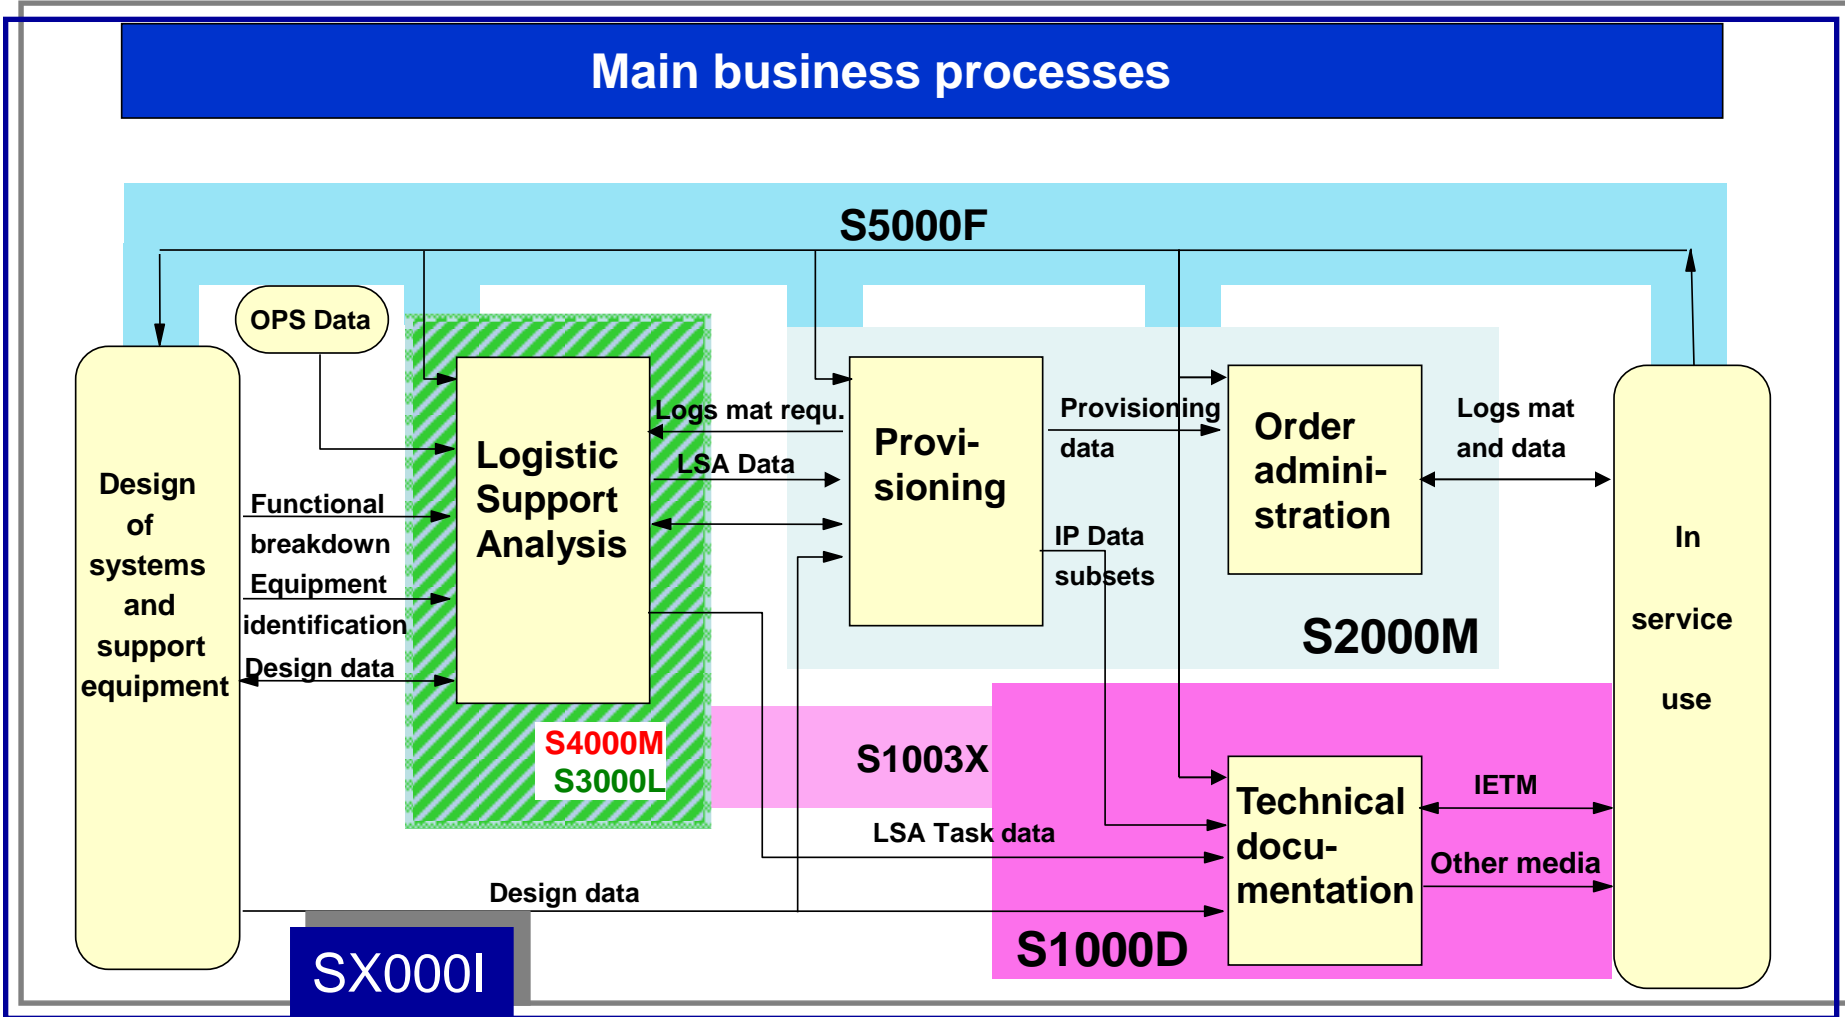 Main business processes
S5000F
OPS Data
Design
of
systems
and
support
equipment
Functional
breakdown
Equipment
identification
Design data
Logistic
Support
Analysis
S4000M
S3000L
Logs mat requ.
LSA Data
Provi-
sioning
Provisioning
data
IP Data
subsets
Order
admini-
stration
S2000M
Logs mat
and data
In
service
use
S1003X
LSA Task data
Design data
Technical
docu-
mentation
IETM
Other media
S1000D
SX000I